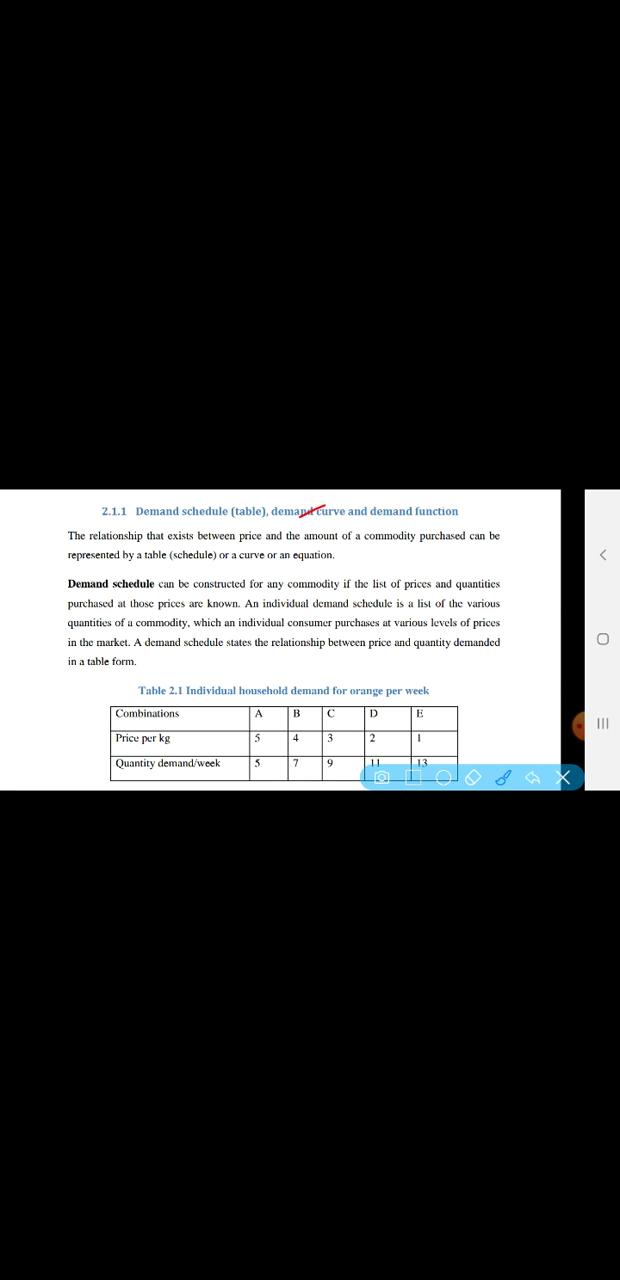 2.1.1 Demand schedule (table), demand curve and demand function
The relationship that exists between price and the amount of a commodity purchased can be
represented by a table (schedule) or a curve or an equation.
Demand schedule can be constructed for any commodity if the list of prices and quantities
purchased at those prices are known. An individual demand schedule is a list of the various
quantities of a commodity, which an individual consumer purchases at various levels of prices
in the market. A demand schedule states the relationship between price and quantity demanded
in a table form.
Table 2.1 Individual household demand for orange per week
Combinations A B C D E
Price per kg 5 4 3 2 1
Quantity demand/week 5 7 9 11 13